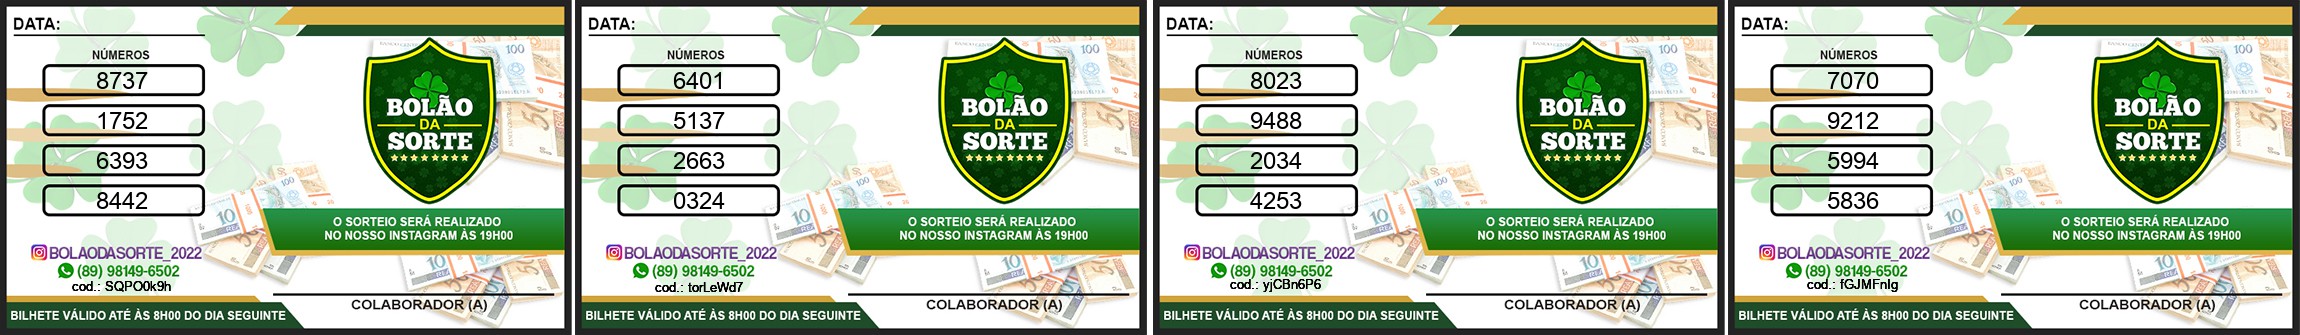 DATA:
NÚMEROS
8737
1752
6393
8442
BOLÃO
DA
SORTE
O SORTEIO SERÁ REALIZADO
NO NOSSO INSTAGRAM ÀS 19H00
BOLAODASORTE_2022
(89) 98149-6502
cod.: SQPO0k9h
COLABORADOR (A)
BILHETE VÁLIDO ATÉ ÀS 8H00 DO DIA SEGUINTE
DATA:
NÚMEROS
6401
5137
2663
0324
BOLÃO
DA
SORTE
O SORTEIO SERÁ REALIZADO
NO NOSSO INSTAGRAM ÀS 19H00
BOLAODASORTE_2022
(89) 98149-6502
cod.: torLeWd7
COLABORADOR (A)
BILHETE VÁLIDO ATÉ ÀS 8H00 DO DIA SEGUINTE
DATA:
NÚMEROS
8023
9488
2034
4253
BOLÃO
DA
SORTE
O SORTEIO SERÁ REALIZADO
NO NOSSO INSTAGRAM ÀS 19H00
BOLAODASORTE_2022
(89) 98149-6502
cod.: yjCBn6P6
COLABORADOR (A)
BILHETE VÁLIDO ATÉ ÀS 8H00 DO DIA SEGUINTE
DATA:
NÚMEROS
7070
9212
5994
5836
BOLÃO
DA
SORTE
O SORTEIO SERÁ REALIZADO
NO NOSSO INSTAGRAM ÀS 19H00
BOLAODASORTE_2022
(89) 98149-6502
cod.: fGJMFnIg
COLABORADOR (A)
BILHETE VÁLIDO ATÉ ÀS 8H00 DO DIA SEGUINTE